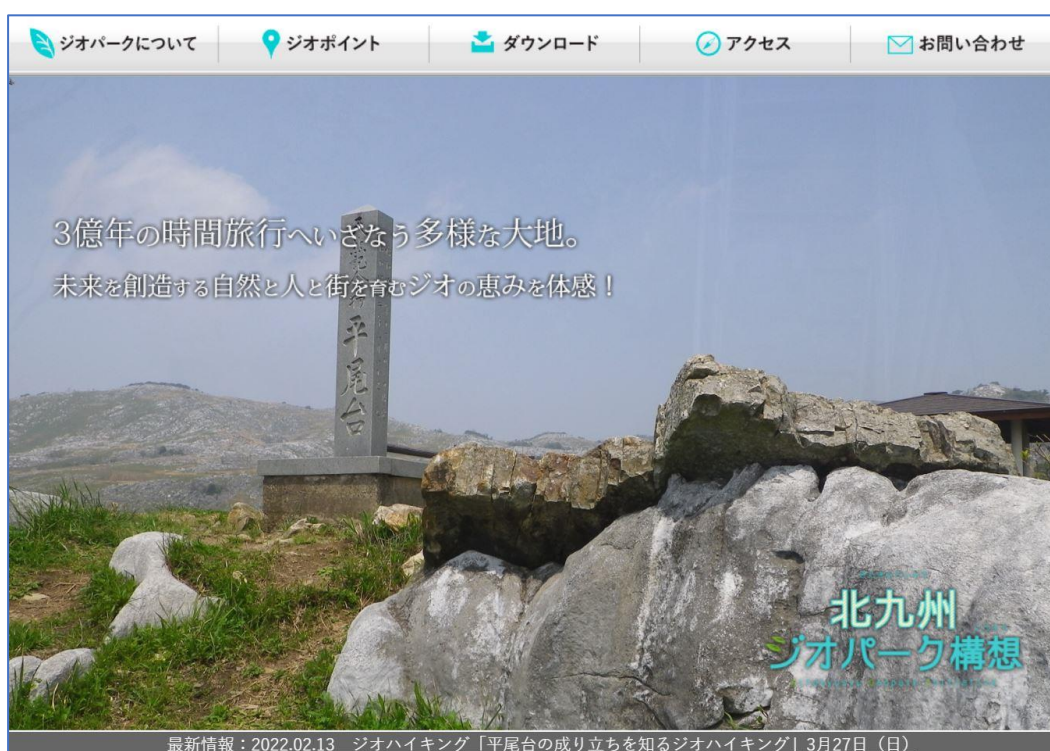 ジオパークについて
ジオポイント
ダウンロード
アクセス
お問い合わせ
3億年の時間旅行へいざなう多様な大地。
未来を創造する自然と人と街を育むジオの恵みを体感！
平尾台
北九州
ジオパーク構想
最新情報：2022.02.13　ジオハイキング「平尾台の成り立ちを知るジオハイキング」3月27日（日）